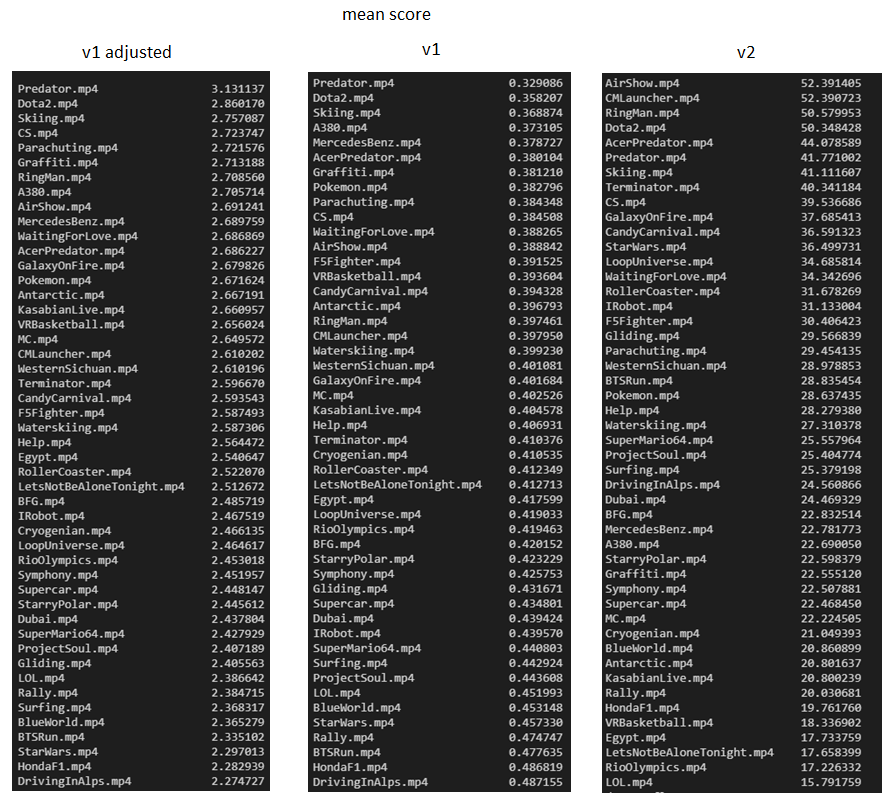 mean score
v1 adjusted
Predator.mp4 3.131137
Dota2.mp4 2.860170
Skiing.mp4 2.757087
CS.mp4 2.723747
Parachuting.mp4 2.721576
Graffiti.mp4 2.713188
RingMan.mp4 2.708560
A380.mp4 2.705714
AirShow.mp4 2.691241
MercedesBenz.mp4 2.689759
WaitingForLove.mp4 2.686869
AcerPredator.mp4 2.686227
GalaxyOnFire.mp4 2.679826
Pokemon.mp4 2.671624
Antarctic.mp4 2.667191
KasabianLive.mp4 2.660957
VRBasketball.mp4 2.656024
MC.mp4 2.649572
CMLauncher.mp4 2.610202
WesternSichuan.mp4 2.610196
Terminator.mp4 2.596670
CandyCarnival.mp4 2.593543
F5Fighter.mp4 2.587493
Waterskiing.mp4 2.587306
Help.mp4 2.564472
Egypt.mp4 2.540647
RollerCoaster.mp4 2.522070
LetsNotBeAloneTonight.mp4 2.512672
BFG.mp4 2.485719
IRobot.mp4 2.467519
Cryogenian.mp4 2.466135
LoopUniverse.mp4 2.464617
RioOlympics.mp4 2.453018
Symphony.mp4 2.451957
Supercar.mp4 2.448147
StarryPolar.mp4 2.445612
Dubai.mp4 2.437804
SuperMario64.mp4 2.427929
ProjectSoul.mp4 2.407189
Gliding.mp4 2.405563
LOL.mp4 2.386642
Rally.mp4 2.384715
Surfing.mp4 2.368317
BlueWorld.mp4 2.365279
BTSRun.mp4 2.335102
StarWars.mp4 2.297013
HondaF1.mp4 2.282939
DrivingInAlps.mp4 2.274727
v1
Predator.mp4 0.329086
Dota2.mp4 0.358207
Skiing.mp4 0.368874
A380.mp4 0.373105
MercedesBenz.mp4 0.378727
AcerPredator.mp4 0.380104
Graffiti.mp4 0.381210
Pokemon.mp4 0.382796
Parachuting.mp4 0.384348
CS.mp4 0.384508
WaitingForLove.mp4 0.388265
AirShow.mp4 0.388842
F5Fighter.mp4 0.391525
VRBasketball.mp4 0.393604
CandyCarnival.mp4 0.394328
Antarctic.mp4 0.396793
RingMan.mp4 0.397461
CMLauncher.mp4 0.397950
Waterskiing.mp4 0.399230
WesternSichuan.mp4 0.401081
GalaxyOnFire.mp4 0.401684
MC.mp4 0.402526
KasabianLive.mp4 0.404578
Help.mp4 0.406931
Terminator.mp4 0.410376
Cryogenian.mp4 0.410535
RollerCoaster.mp4 0.412349
LetsNotBeAloneTonight.mp4 0.412713
Egypt.mp4 0.417599
LoopUniverse.mp4 0.419033
RioOlympics.mp4 0.419463
BFG.mp4 0.420152
StarryPolar.mp4 0.423229
Symphony.mp4 0.425753
Gliding.mp4 0.431671
Supercar.mp4 0.434801
Dubai.mp4 0.439424
IRobot.mp4 0.439570
SuperMario64.mp4 0.440803
Surfing.mp4 0.442924
ProjectSoul.mp4 0.443608
LOL.mp4 0.451993
BlueWorld.mp4 0.453148
StarWars.mp4 0.457330
Rally.mp4 0.474747
BTSRun.mp4 0.477635
HondaF1.mp4 0.486819
DrivingInAlps.mp4 0.487155
v2
AirShow.mp4 52.391405
CMLauncher.mp4 52.390723
RingMan.mp4 50.579953
Dota2.mp4 50.348428
AcerPredator.mp4 44.078589
Predator.mp4 41.771002
Skiing.mp4 41.111607
Terminator.mp4 40.341184
CS.mp4 39.536686
GalaxyOnFire.mp4 37.685413
CandyCarnival.mp4 36.591323
StarWars.mp4 36.499731
LoopUniverse.mp4 34.685814
WaitingForLove.mp4 34.342696
RollerCoaster.mp4 31.678269
IRobot.mp4 31.133004
F5Fighter.mp4 30.406423
Gliding.mp4 29.566839
Parachuting.mp4 29.454135
WesternSichuan.mp4 28.978853
BTSRun.mp4 28.835454
Pokemon.mp4 28.637435
Help.mp4 28.279380
Waterskiing.mp4 27.310378
SuperMario64.mp4 25.557964
ProjectSoul.mp4 25.404774
Surfing.mp4 25.379198
DrivingInAlps.mp4 24.560866
Dubai.mp4 24.469329
BFG.mp4 22.832514
MercedesBenz.mp4 22.781773
A380.mp4 22.690050
StarryPolar.mp4 22.598379
Graffiti.mp4 22.555120
Symphony.mp4 22.507881
Supercar.mp4 22.468450
MC.mp4 22.224505
Cryogenian.mp4 21.049393
BlueWorld.mp4 20.860899
Antarctic.mp4 20.801637
KasabianLive.mp4 20.800239
Rally.mp4 20.030681
HondaF1.mp4 19.761760
VRBasketball.mp4 18.336902
Egypt.mp4 17.733759
LetsNotBeAloneTonight.mp4 17.658399
RioOlympics.mp4 17.226332
LOL.mp4 15.791759